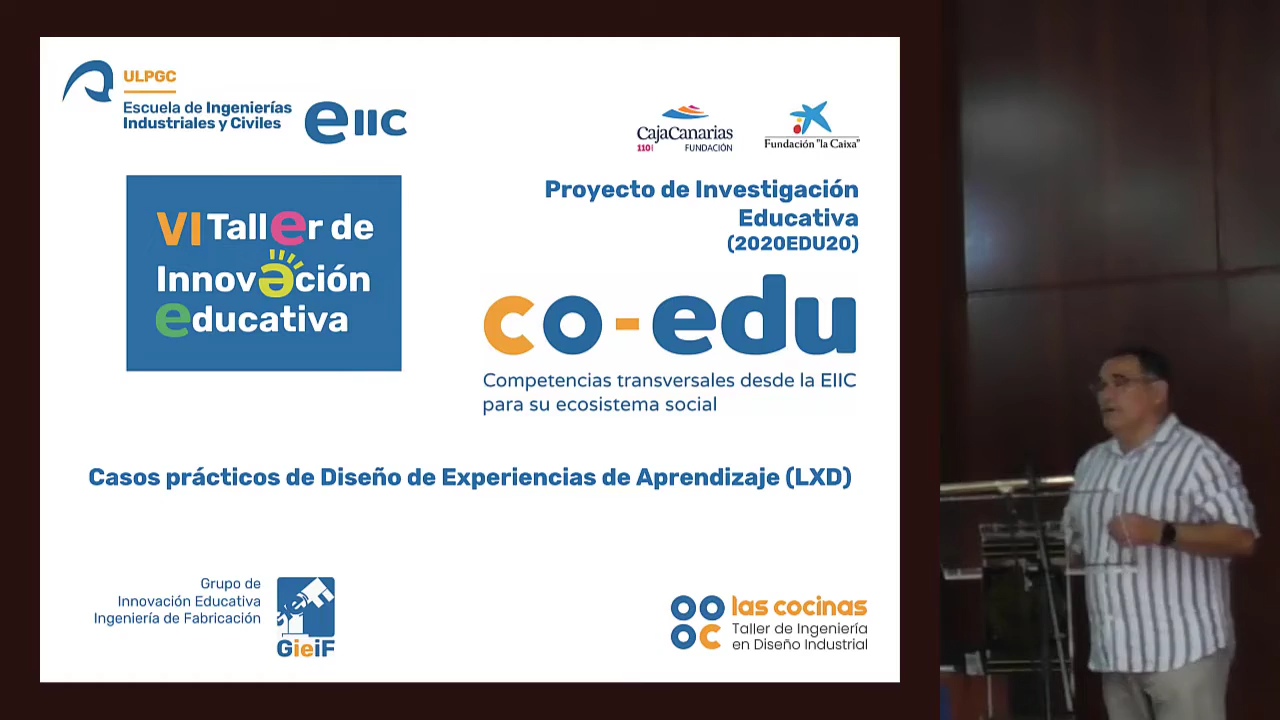 ULPGC
Escuela de Ingenierías
Industriales y Civiles
eIIC
CajaCanarias
110| FUNDACIÓN
Fundación "la Caixa"
VI Taller de
Innovación
educativa
Proyecto de Investigación
Educativa
(2020EDU20)
co-edu
Competencias transversales desde la EIIC
para su ecosistema social
Casos prácticos de Diseño de Experiencias de Aprendizaje (LXD)
Grupo de
Innovación Educativa
Ingeniería de Fabricación
GieiF
las cocinas
Taller de Ingeniería
en Diseño Industrial